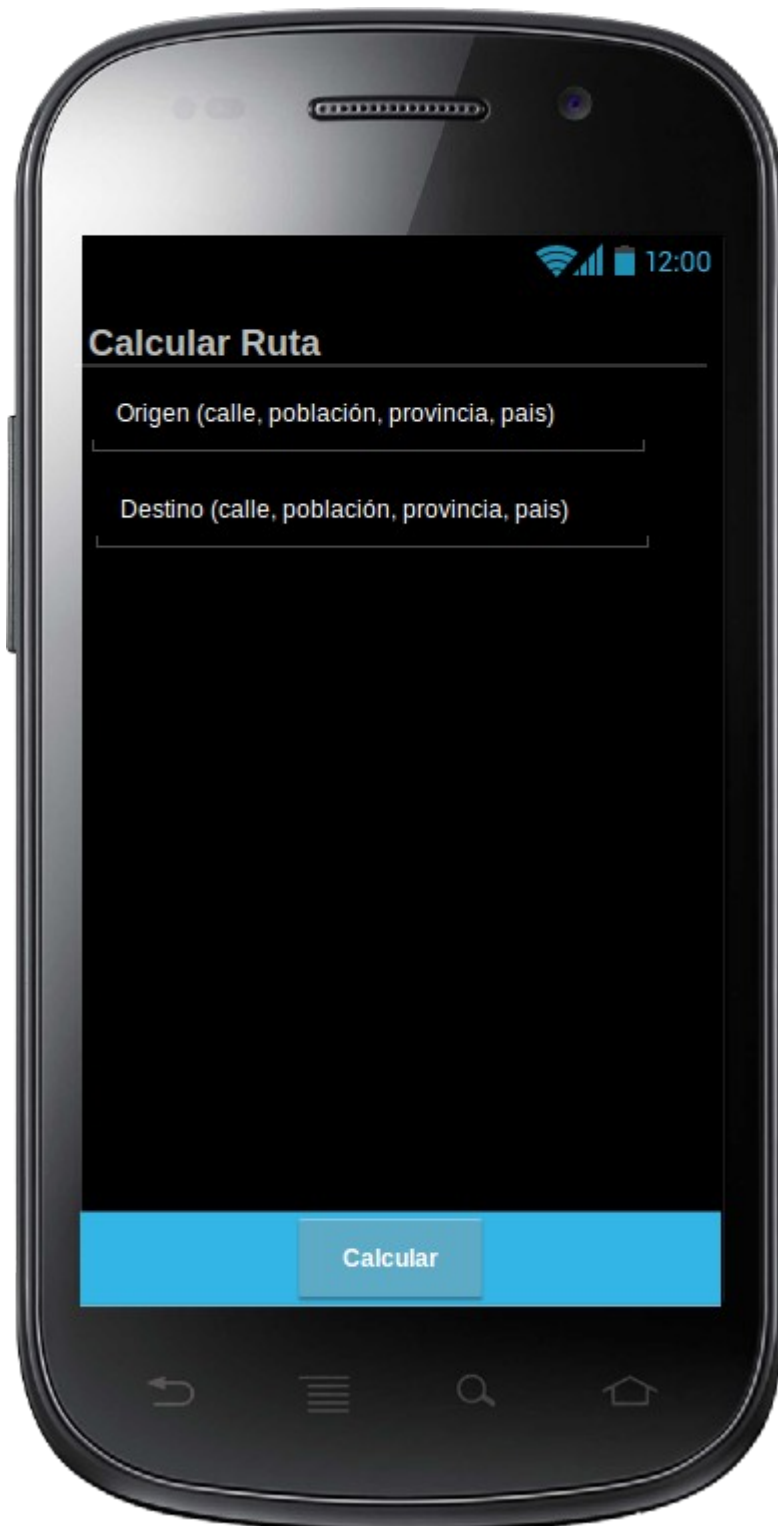 12:00
Calcular Ruta
Origen (calle, población, provincia, pais)
Destino (calle, población, provincia, pais)
Calcular